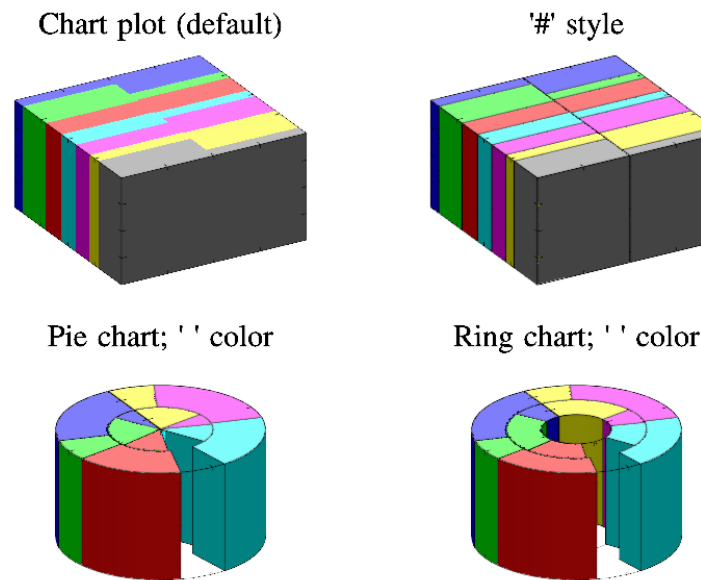 Chart plot (default)
'#' style
Pie chart; ' ' color
Ring chart; ' ' color